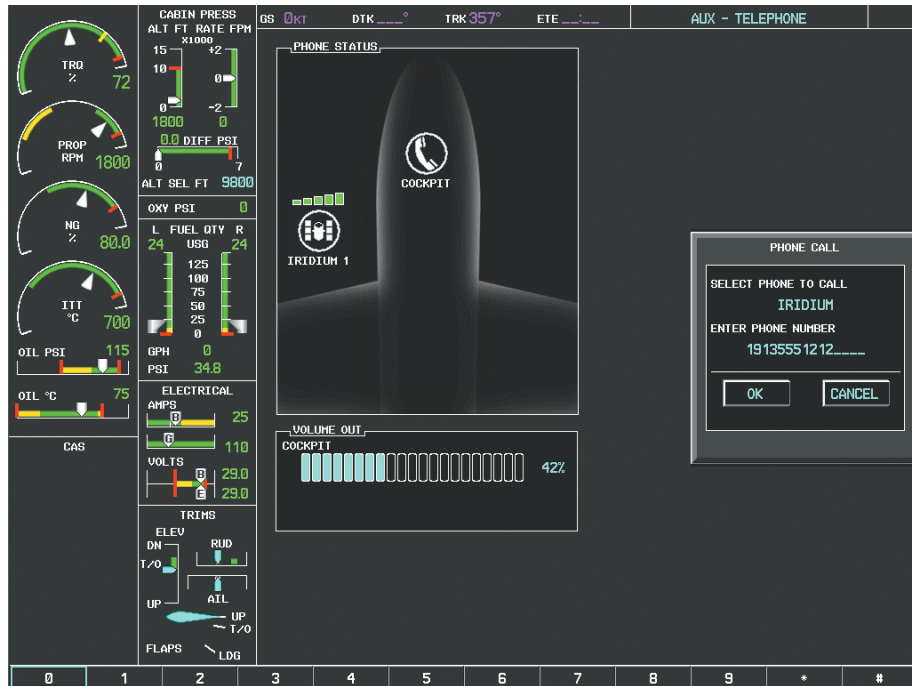 GS 0KT DTK ___° TRK 357° ETE __:__ AUX - TELEPHONE
TRQ
%
72
PROP
RPM
1800
NG
%
80.0
ITT
°C
700
OIL PSI 115
OIL °C 75
CAS
CABIN PRESS
ALT FT RATE FPM
X1000
15 +2
10 0
0 -2
1800 0
0.0 DIFF PSI
0 7
ALT SEL FT 9800
OXY PSI 0
L FUEL QTY R
24 USG 24
125
100
75
50
25
0
GPH 0
PSI 34.8
ELECTRICAL
AMPS
B 25
G 110
VOLTS
B 29.0
E 29.0
TRIMS
ELEV
DN RUD
T/O
UP AIL
UP
T/O
FLAPS LDG
PHONE STATUS
COCKPIT
IRIDIUM 1
VOLUME OUT
COCKPIT
42%
PHONE CALL
SELECT PHONE TO CALL
IRIDIUM
ENTER PHONE NUMBER
19135551212____
OK CANCEL
0 1 2 3 4 5 6 7 8 9 * #